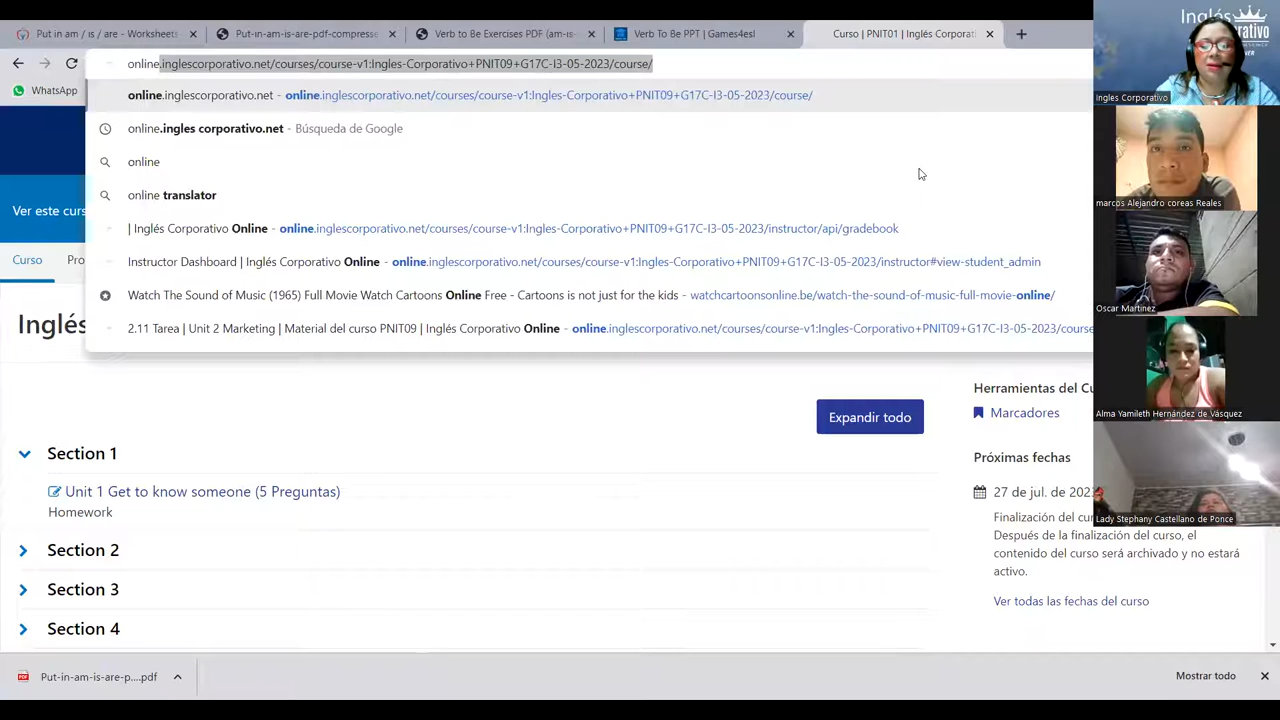 Put in am / is / are - Worksheets
Put-in-am-is-are-pdf-compresse
Verb to Be Exercises PDF (am-is-
Verb To Be PPT | Games4esl
Curso | PNIT01 | Inglés Corporati
online.inglescorporativo.net/courses/course-v1:Ingles-Corporativo+PNIT09+G17C-I3-05-2023/course/
WhatsApp
online.inglescorporativo.net - online.inglescorporativo.net/courses/course-v1:Ingles-Corporativo+PNIT09+G17C-I3-05-2023/course/
online.ingles corporativo.net - Búsqueda de Google
online
online translator
| Inglés Corporativo Online - online.inglescorporativo.net/courses/course-v1:Ingles-Corporativo+PNIT09+G17C-I3-05-2023/instructor/api/gradebook
Instructor Dashboard | Inglés Corporativo Online - online.inglescorporativo.net/courses/course-v1:Ingles-Corporativo+PNIT09+G17C-I3-05-2023/instructor#view-student_admin
Watch The Sound of Music (1965) Full Movie Watch Cartoons Online Free - Cartoons is not just for the kids - watchcartoonsonline.be/watch-the-sound-of-music-full-movie-online/
2.11 Tarea | Unit 2 Marketing | Material del curso PNIT09 | Inglés Corporativo Online - online.inglescorporativo.net/courses/course-v1:Ingles-Corporativo+PNIT09+G17C-I3-05-2023/course
Ver este curs
Curso
Pro
Inglés
Expandir todo
Section 1
Unit 1 Get to know someone (5 Preguntas)
Homework
Section 2
Section 3
Section 4
Herramientas del Cu
Marcadores
Próximas fechas
27 de jul. de 202
Finalización del cur
Después de la finalización del curso, el
contenido del curso será archivado y no estará
activo.
Ver todas las fechas del curso
Put-in-am-is-are-p....pdf
Mostrar todo
Inglés
Ingles Corporativo
marcos Alejandro coreas Reales
Oscar Martinez
Alma Yamileth Hernández de Vásquez
Lady Stephany Castellano de Ponce